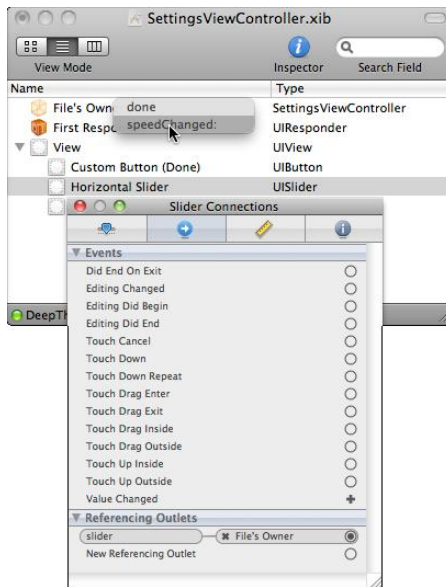 SettingsViewController.xib
View Mode
Inspector
Search Field
Name
Type
File's Own
done
SettingsViewController
First Respo
speedChanged:
UIResponder
View
UIView
Custom Button (Done)
UIButton
Horizontal Slider
UISlider
Slider Connections
Events
Did End On Exit
Editing Changed
Editing Did Begin
Editing Did End
Touch Cancel
Touch Down
Touch Down Repeat
Touch Drag Enter
Touch Drag Exit
Touch Drag Inside
Touch Drag Outside
Touch Up Inside
Touch Up Outside
Value Changed
DeepTh
Referencing Outlets
slider
File's Owner
New Referencing Outlet